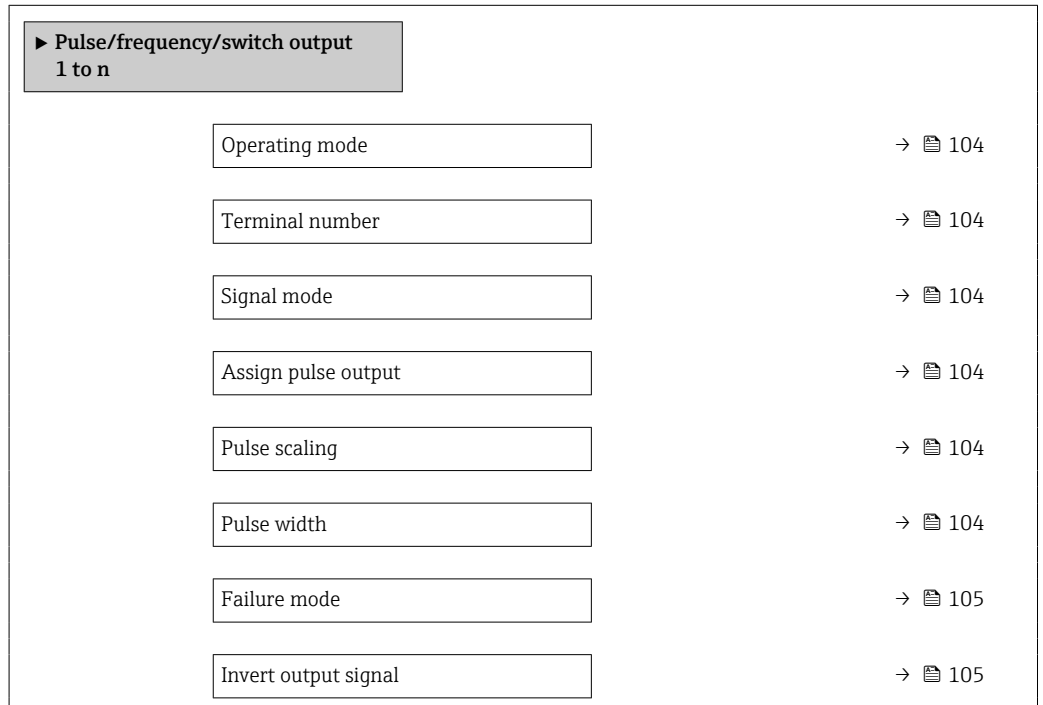 ▶ Pulse/frequency/switch output
1 to n
Operating mode → 104
Terminal number → 104
Signal mode → 104
Assign pulse output → 104
Pulse scaling → 104
Pulse width → 104
Failure mode → 105
Invert output signal → 105